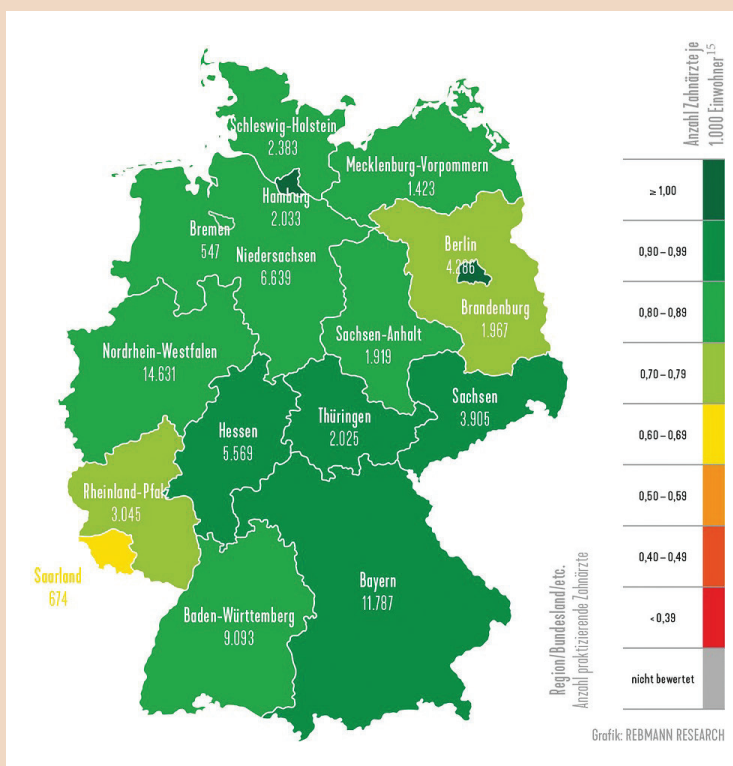 Schleswig-Holstein
2.383
Mecklenburg-Vorpommern
1.423
Hamburg
2.033
Bremen
547
Niedersachsen
6.639
Berlin
4.286
Brandenburg
1.967
Sachsen-Anhalt
1.919
Nordrhein-Westfalen
14.631
Hessen
5.569
Thüringen
2.025
Sachsen
3.905
Rheinland-Pfalz
3.045
Saarland
674
Bayern
11.787
Baden-Württemberg
9.093
Anzahl Zahnärzte je
1.000 Einwohner¹⁵
≥ 1,00
0,90 – 0,99
0,80 – 0,89
0,70 – 0,79
0,60 – 0,69
0,50 – 0,59
0,40 – 0,49
< 0,39
nicht bewertet
Region/Bundesland/etc.
Anzahl praktizierende Zahnärzte
Grafik: REBMANN RESEARCH